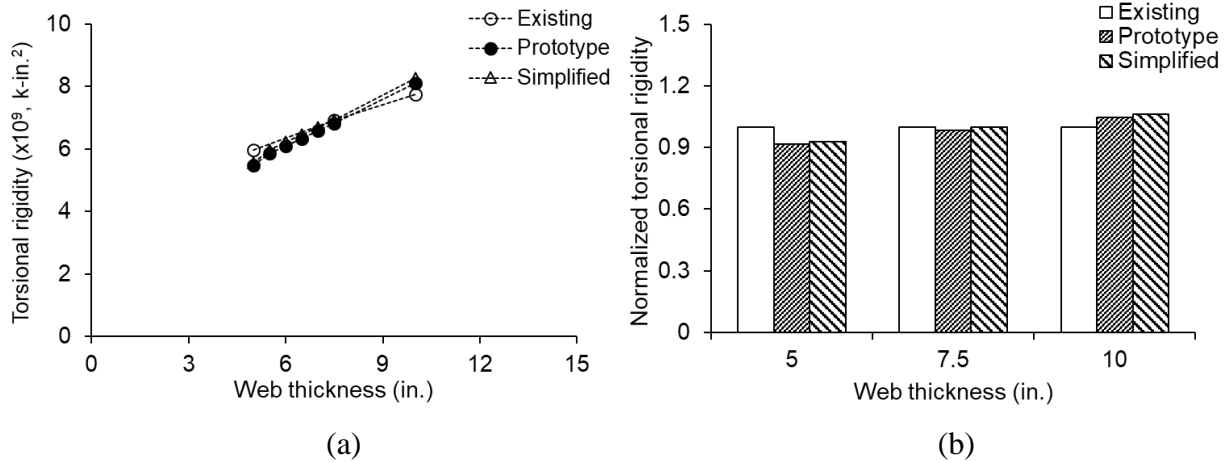 Torsional rigidity (x10⁹, k-in.²)
10
8
6
4
2
0
0 3 6 9 12 15
Web thickness (in.)
Existing
Prototype
Simplified
(a)
Normalized torsional rigidity
1.5
1.2
0.9
0.6
0.3
0
5 7.5 10
Web thickness (in.)
Existing
Prototype
Simplified
(b)